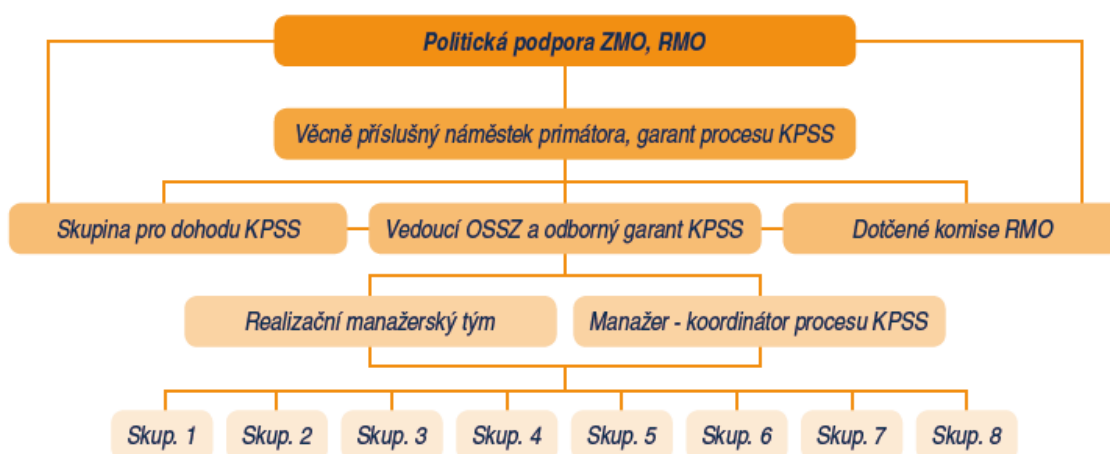 Politická podpora ZMO, RMO
Věcně příslušný náměstek primátora, garant procesu KPSS
Skupina pro dohodu KPSS
Vedoucí OSSZ a odborný garant KPSS
Dotčené komise RMO
Realizační manažerský tým
Manažer - koordinátor procesu KPSS
Skup. 1
Skup. 2
Skup. 3
Skup. 4
Skup. 5
Skup. 6
Skup. 7
Skup. 8